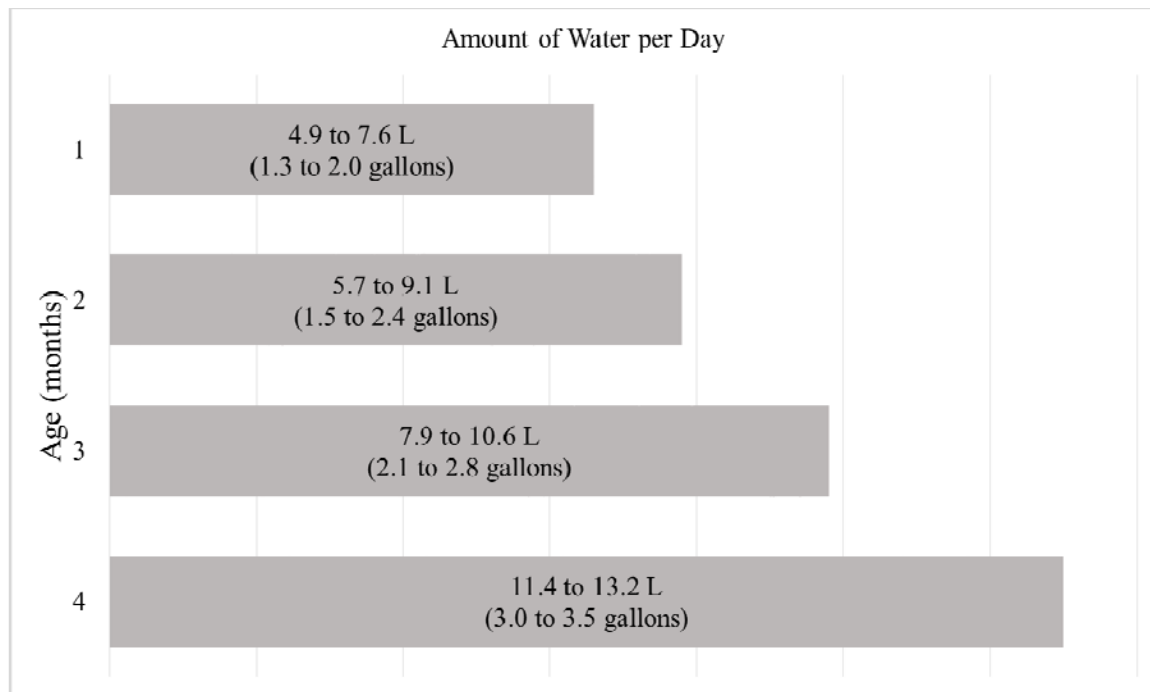 Amount of Water per Day
Age (months)
1
4.9 to 7.6 L
(1.3 to 2.0 gallons)
2
5.7 to 9.1 L
(1.5 to 2.4 gallons)
3
7.9 to 10.6 L
(2.1 to 2.8 gallons)
4
11.4 to 13.2 L
(3.0 to 3.5 gallons)